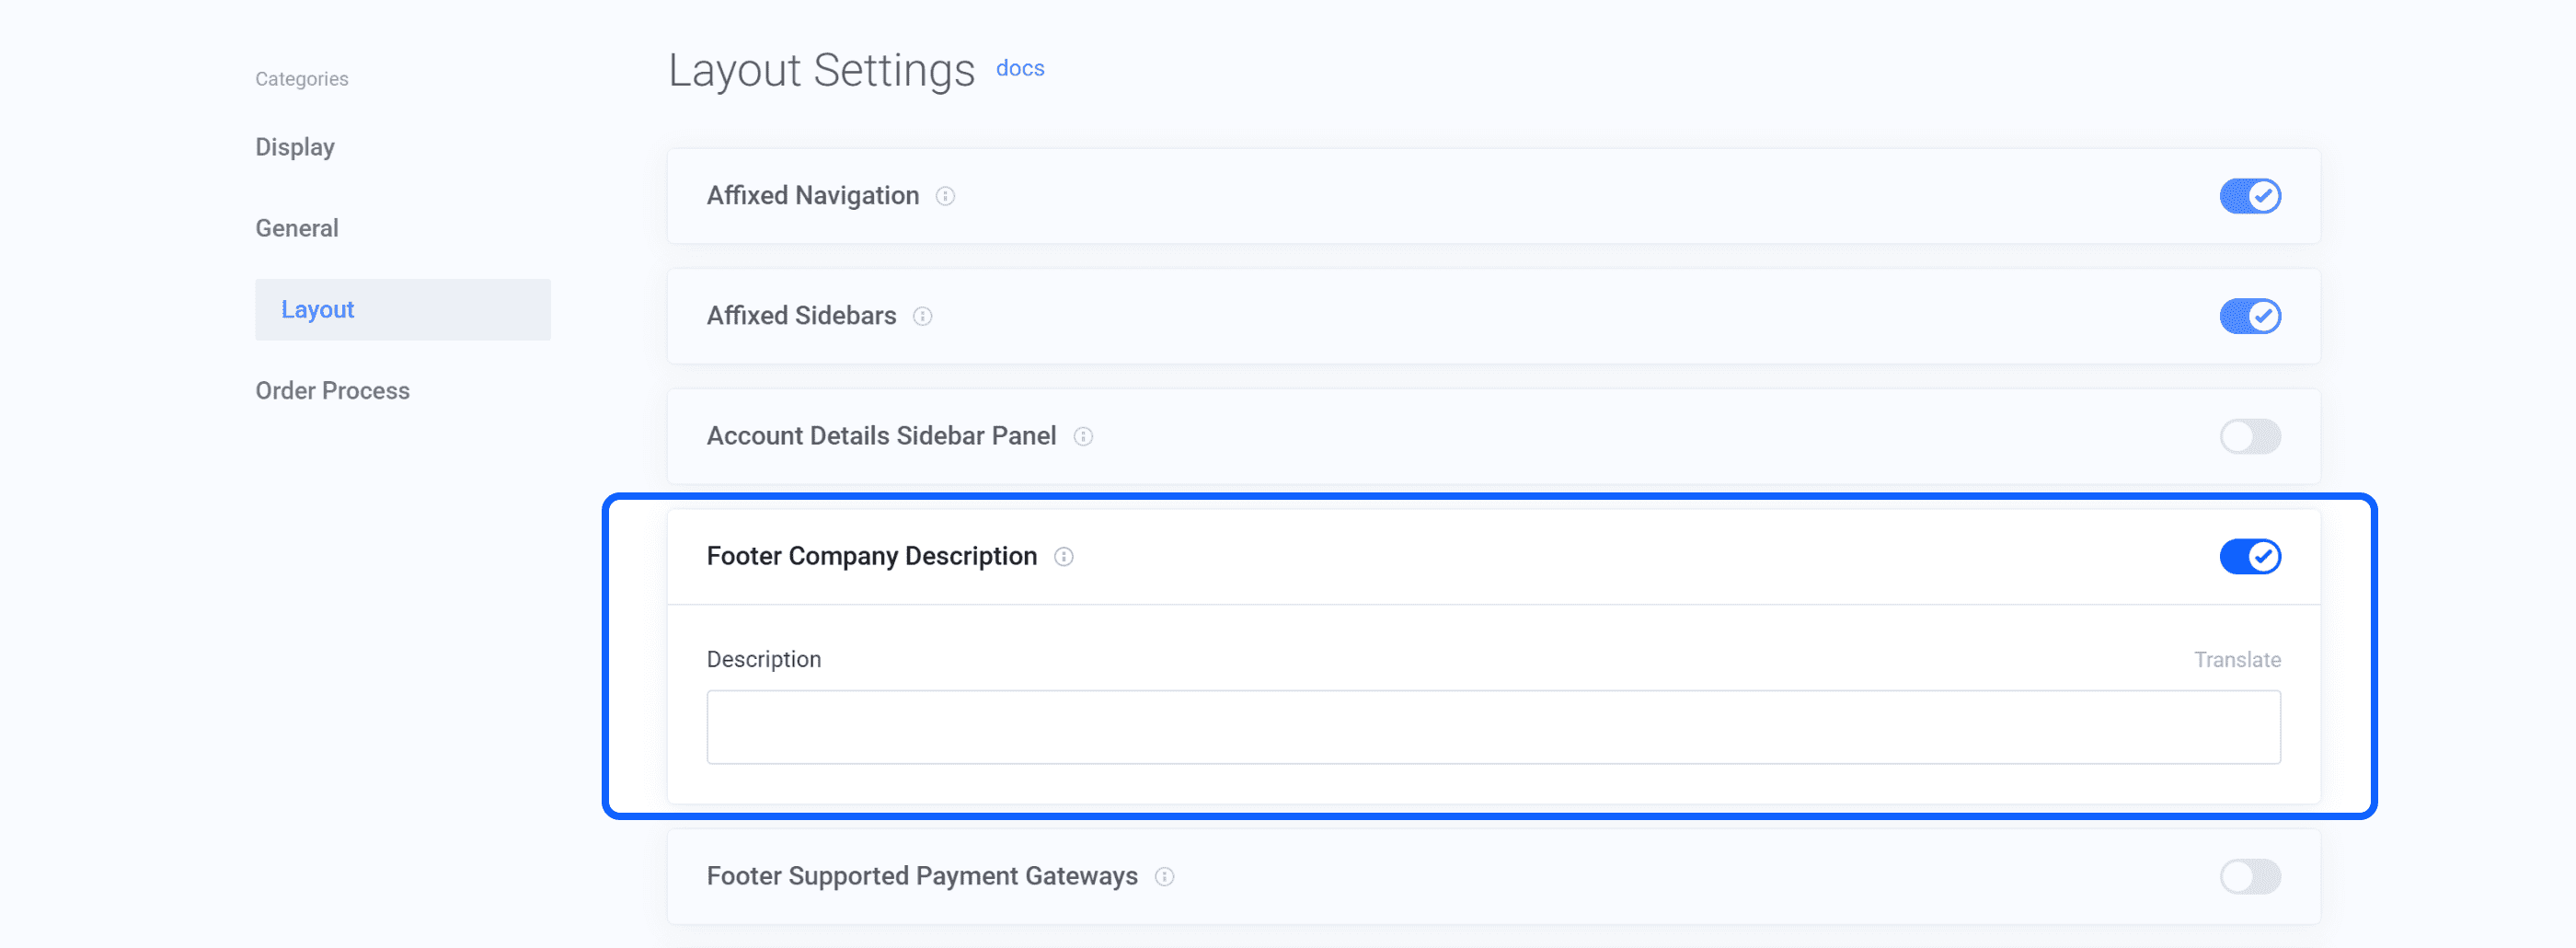 Categories
Display
General
Layout
Order Process
Layout Settings docs
Affixed Navigation
Affixed Sidebars
Account Details Sidebar Panel
Footer Company Description
Description Translate
Footer Supported Payment Gateways